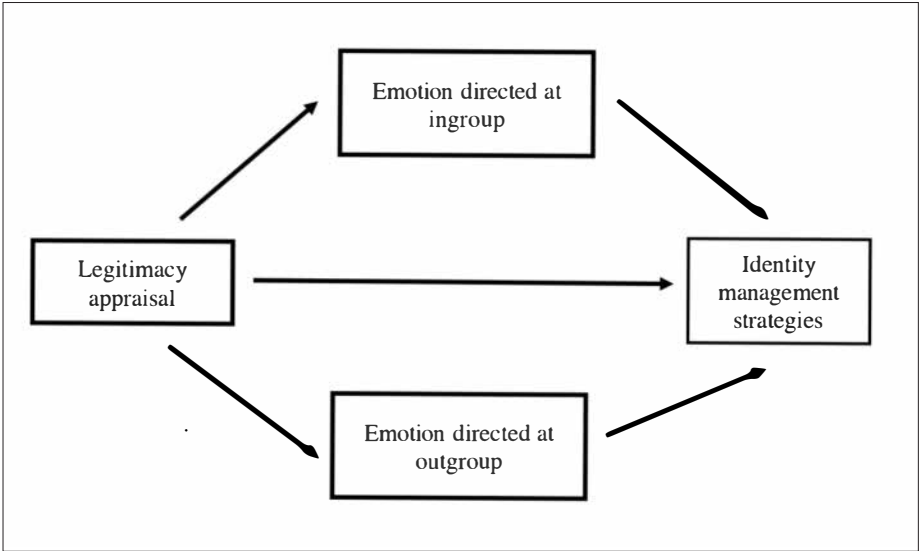 Emotion directed at
ingroup
Legitimacy
appraisal
Identity
management
strategies
Emotion directed at
outgroup